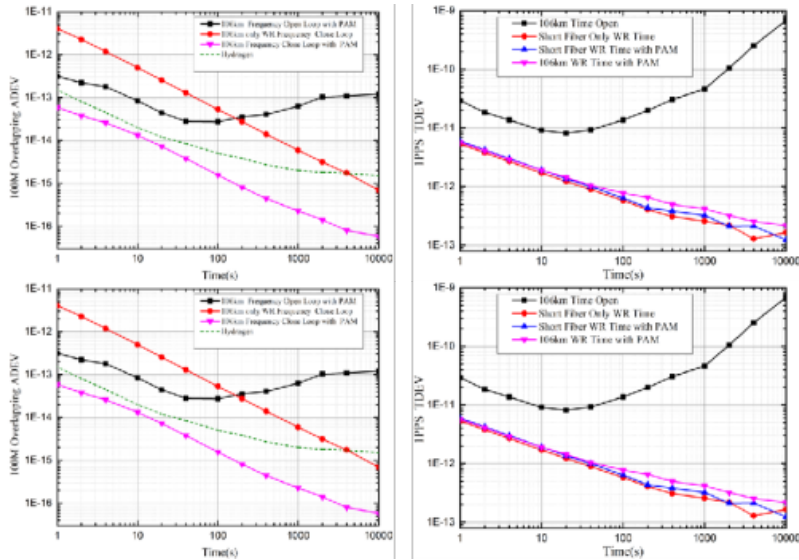 1E-11
1E-12
1E-13
1E-14
1E-15
1E-16
100M Overlapping ADEV
106km Frequency Open Loop with PAM
106km only WR Frequency Close Loop
106km Frequency Close Loop with PAM
Hydrogen
1 10 100 1000 10000
Time(s)
1E-9
1E-10
1E-11
1E-12
1E-13
1PPS TDEV
106km Time Open
Short Fiber Only WR Time
Short Fiber WR Time with PAM
106km WR Time with PAM
1 10 100 1000 10000
Time(s)
1E-11
1E-12
1E-13
1E-14
1E-15
1E-16
100M Overlapping ADEV
106km Frequency Open Loop with PAM
106km only WR Frequency Close Loop
106km Frequency Close Loop with PAM
Hydrogen
1 10 100 1000 10000
Time(s)
1E-9
1E-10
1E-11
1E-12
1E-13
1PPS TDEV
106km Time Open
Short Fiber Only WR Time
Short Fiber WR Time with PAM
106km WR Time with PAM
1 10 100 1000 10000
Time(s)